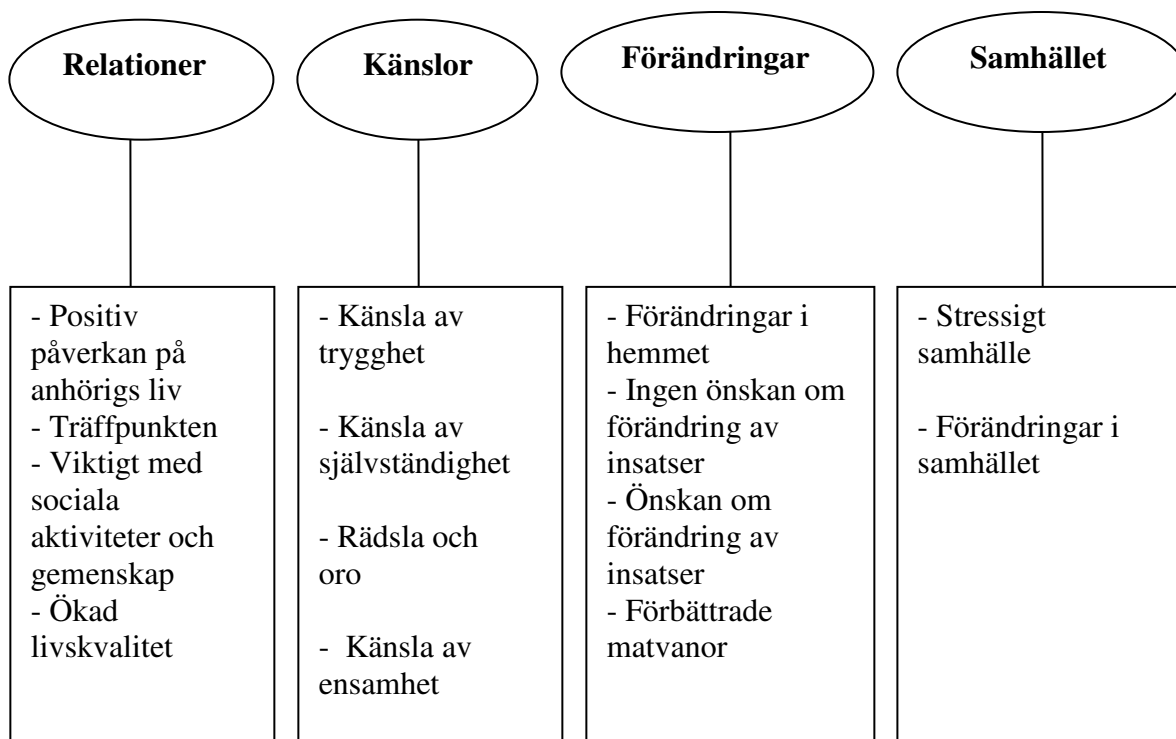 Relationer
Känslor
Förändringar
Samhället
- Positiv
påverkan på
anhörigs liv
- Träffpunkten
- Viktigt med
sociala
aktiviteter och
gemenskap
- Ökad
livskvalitet
- Känsla av
trygghet
- Känsla av
självständighet
- Rädsla och
oro
- Känsla av
ensamhet
- Förändringar i
hemmet
- Ingen önskan om
förändring av
insatser
- Önskan om
förändring av
insatser
- Förbättrade
matvanor
- Stressigt
samhälle
- Förändringar i
samhället